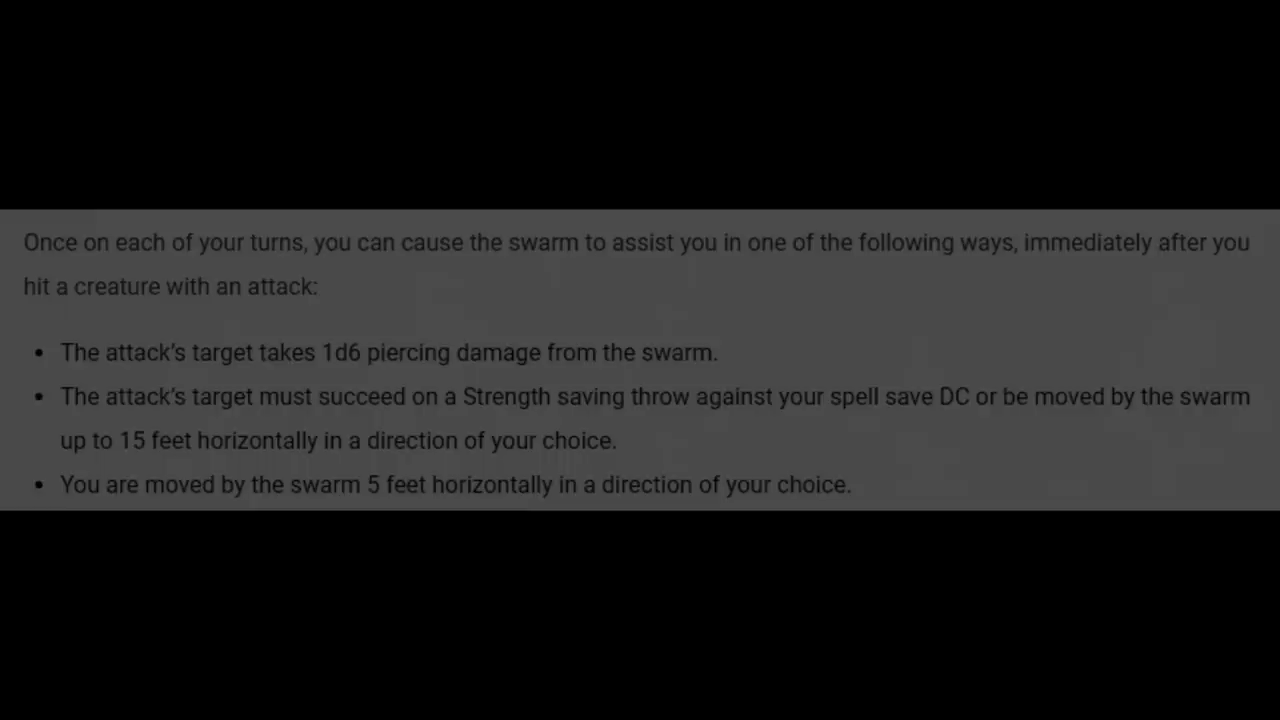 Once on each of your turns, you can cause the swarm to assist you in one of the following ways, immediately after you
hit a creature with an attack:
• The attack’s target takes 1d6 piercing damage from the swarm.
• The attack’s target must succeed on a Strength saving throw against your spell save DC or be moved by the swarm
up to 15 feet horizontally in a direction of your choice.
• You are moved by the swarm 5 feet horizontally in a direction of your choice.